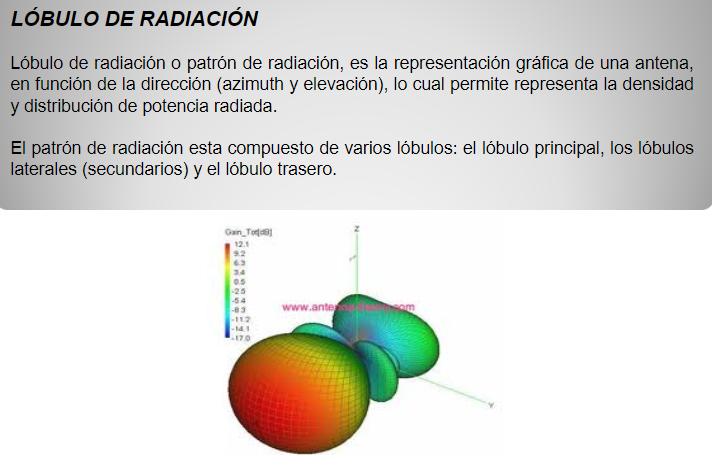 LÓBULO DE RADIACIÓN
Lóbulo de radiación o patrón de radiación, es la representación gráfica de una antena,
en función de la dirección (azimuth y elevación), lo cual permite representa la densidad
y distribución de potencia radiada.
El patrón de radiación esta compuesto de varios lóbulos: el lóbulo principal, los lóbulos
laterales (secundarios) y el lóbulo trasero.
Gain_Tot[dB]
12.1
9.2
6.3
3.4
0.5
-2.5
-5.4
-8.3
-11.2
-14.1
-17.0
Z
Y